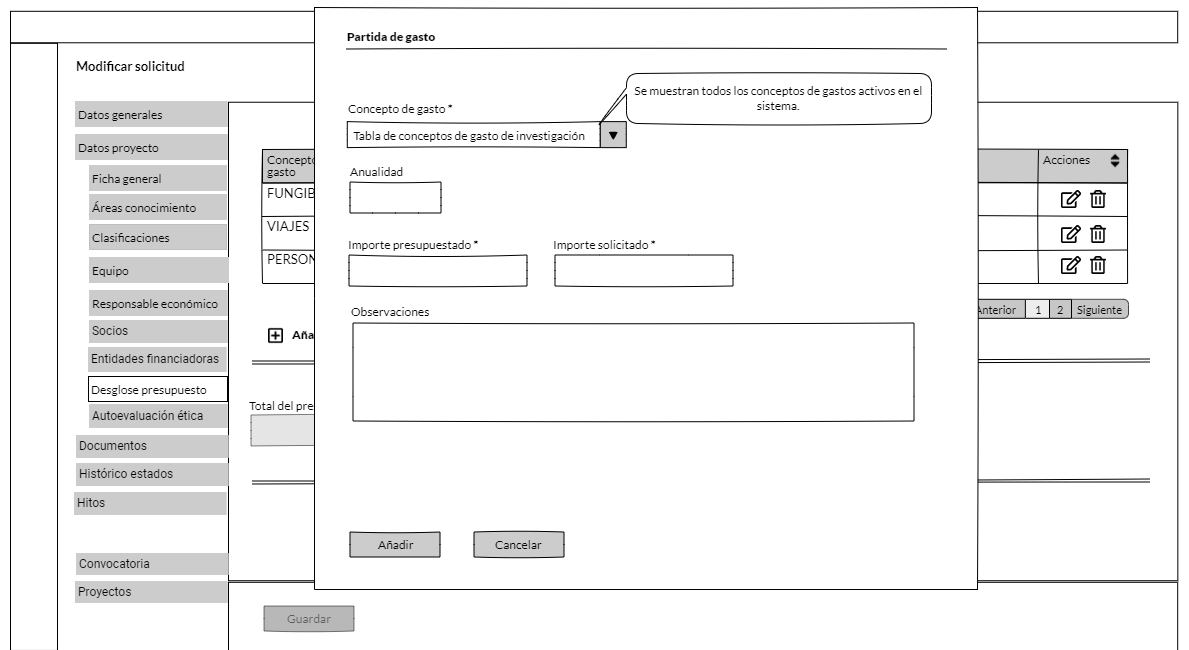 Partida de gasto
Modificar solicitud
Se muestran todos los conceptos de gastos activos en el
sistema.
Concepto de gasto *
Tabla de conceptos de gasto de investigación
Anualidad
Importe presupuestado *
Importe solicitado *
Observaciones
Añadir
Cancelar
Datos generales
Datos proyecto
Ficha general
Áreas conocimiento
Clasificaciones
Equipo
Responsable económico
Socios
Entidades financiadoras
Desglose presupuesto
Autoevaluación ética
Documentos
Histórico estados
Hitos
Convocatoria
Proyectos
Concepto
gasto
Acciones
FUNGIB
VIAJES
PERSON
Anterior 1 2 Siguiente
Aña
Total del pre
Guardar